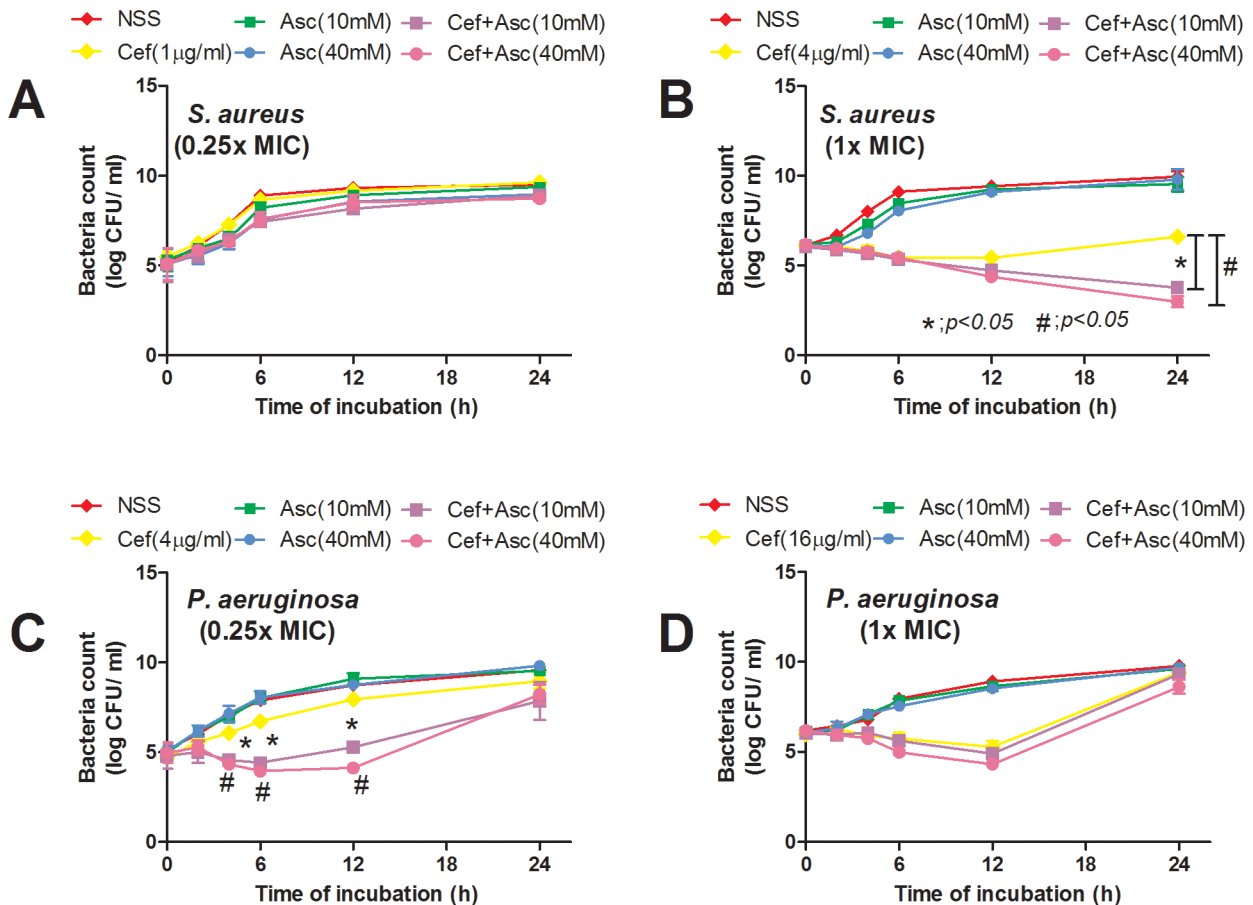 NSS Asc(10mM) Cef+Asc(10mM)
Cef(1μg/ml) Asc(40mM) Cef+Asc(40mM)
A
S. aureus
(0.25x MIC)
Bacteria count
(log CFU/ ml)
15
10
5
0
0 6 12 18 24
Time of incubation (h)
NSS Asc(10mM) Cef+Asc(10mM)
Cef(4μg/ml) Asc(40mM) Cef+Asc(40mM)
B
S. aureus
(1x MIC)
Bacteria count
(log CFU/ ml)
15
10
5
0
* #
*;p<0.05 #;p<0.05
0 6 12 18 24
Time of incubation (h)
NSS Asc(10mM) Cef+Asc(10mM)
Cef(4μg/ml) Asc(40mM) Cef+Asc(40mM)
C
P. aeruginosa
(0.25x MIC)
Bacteria count
(log CFU/ ml)
15
10
5
0
* * *
# # #
0 6 12 18 24
Time of incubation (h)
NSS Asc(10mM) Cef+Asc(10mM)
Cef(16μg/ml) Asc(40mM) Cef+Asc(40mM)
D
P. aeruginosa
(1x MIC)
Bacteria count
(log CFU/ ml)
15
10
5
0
0 6 12 18 24
Time of incubation (h)